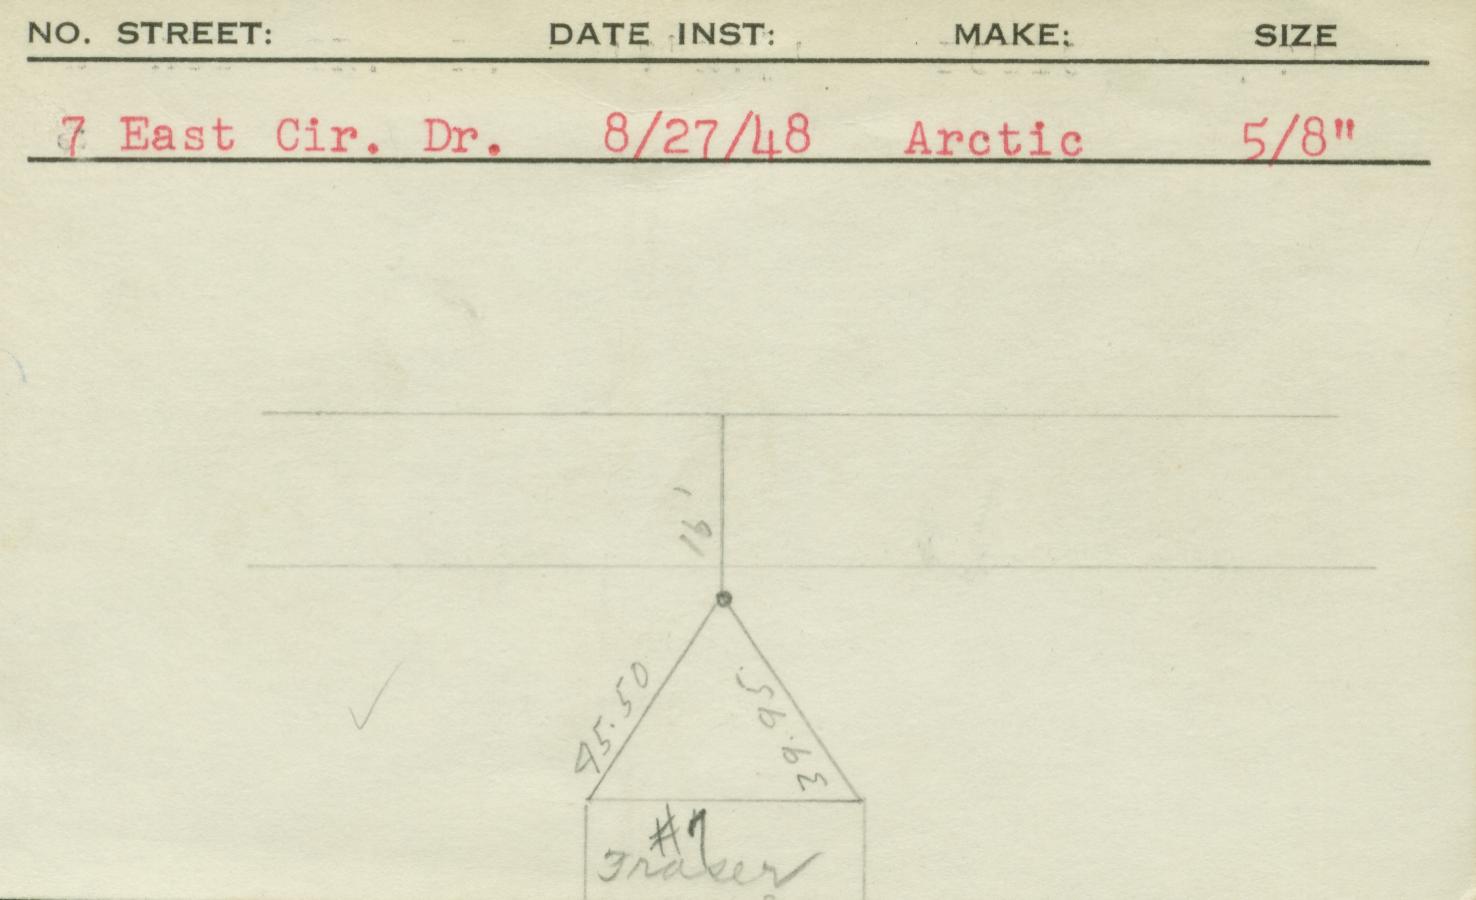 NO. STREET: DATE INST: MAKE: SIZE
7 East Cir. Dr. 8/27/48 Arctic 5/8"
16'
45.50
39.95
#7
Fraser